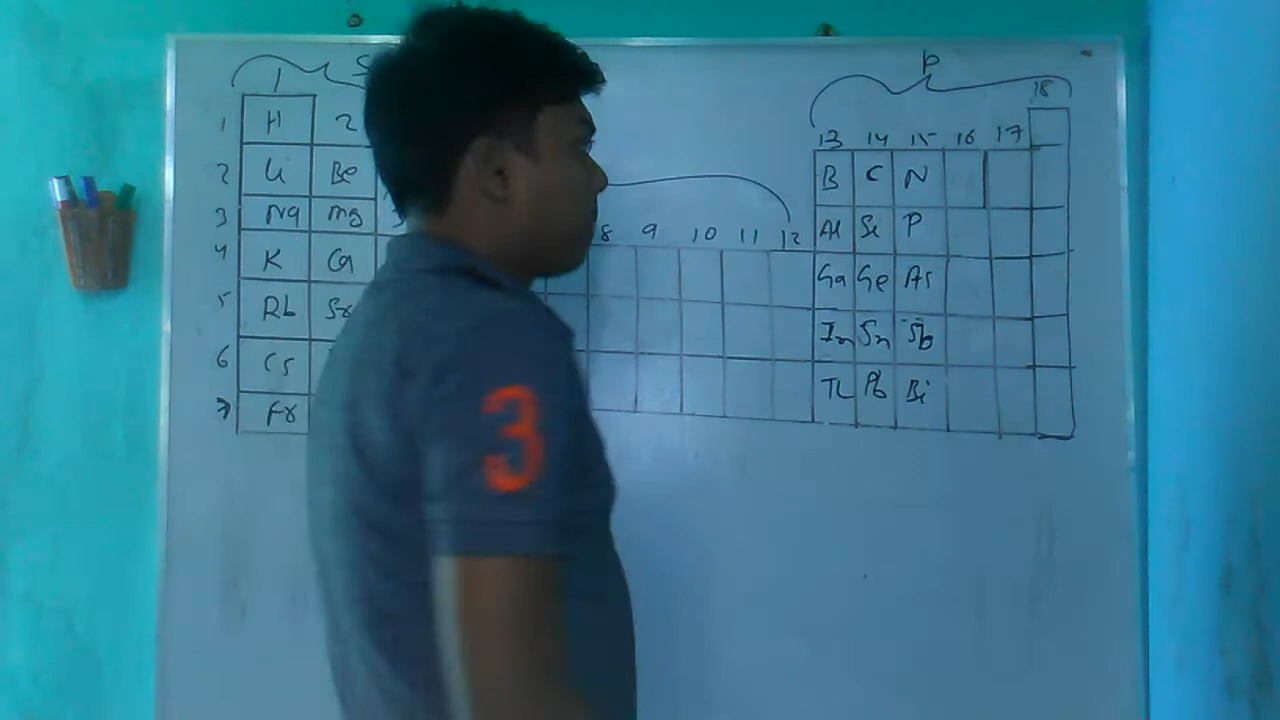 p
1 18
1 H 2 13 14 15 16 17
2 Li Be B C N
3 Na Mg 3 8 9 10 11 12 Al Si P
4 K Ca Ga Ge As
5 Rb Sr In Sn Sb
6 Cs Tl Pb Bi
7 Fr
3